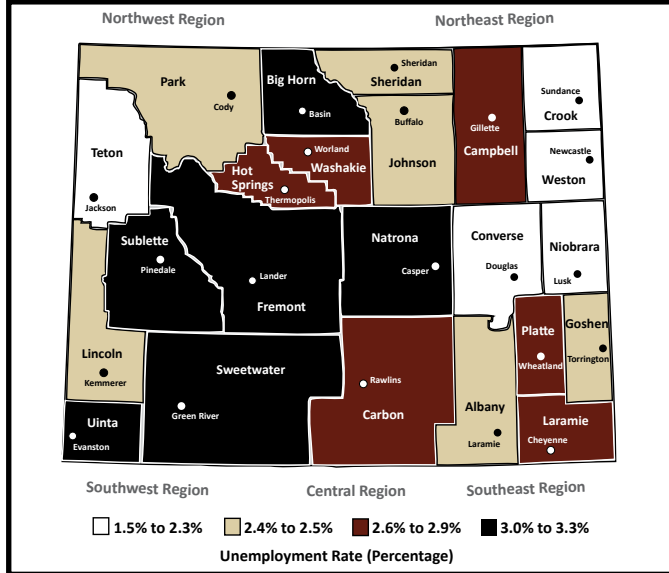 Northwest Region
Northeast Region
Park
Cody
Big Horn
Basin
Sheridan
Sheridan
Buffalo
Johnson
Gillette
Campbell
Sundance
Crook
Newcastle
Weston
Teton
Jackson
Hot
Springs
Thermopolis
Worland
Washakie
Sublette
Pinedale
Lander
Fremont
Natrona
Casper
Converse
Douglas
Niobrara
Lusk
Lincoln
Kemmerer
Sweetwater
Green River
Uinta
Evanston
Rawlins
Carbon
Albany
Laramie
Platte
Wheatland
Goshen
Torrington
Laramie
Cheyenne
Southwest Region
Central Region
Southeast Region
1.5% to 2.3%
2.4% to 2.5%
2.6% to 2.9%
3.0% to 3.3%
Unemployment Rate (Percentage)